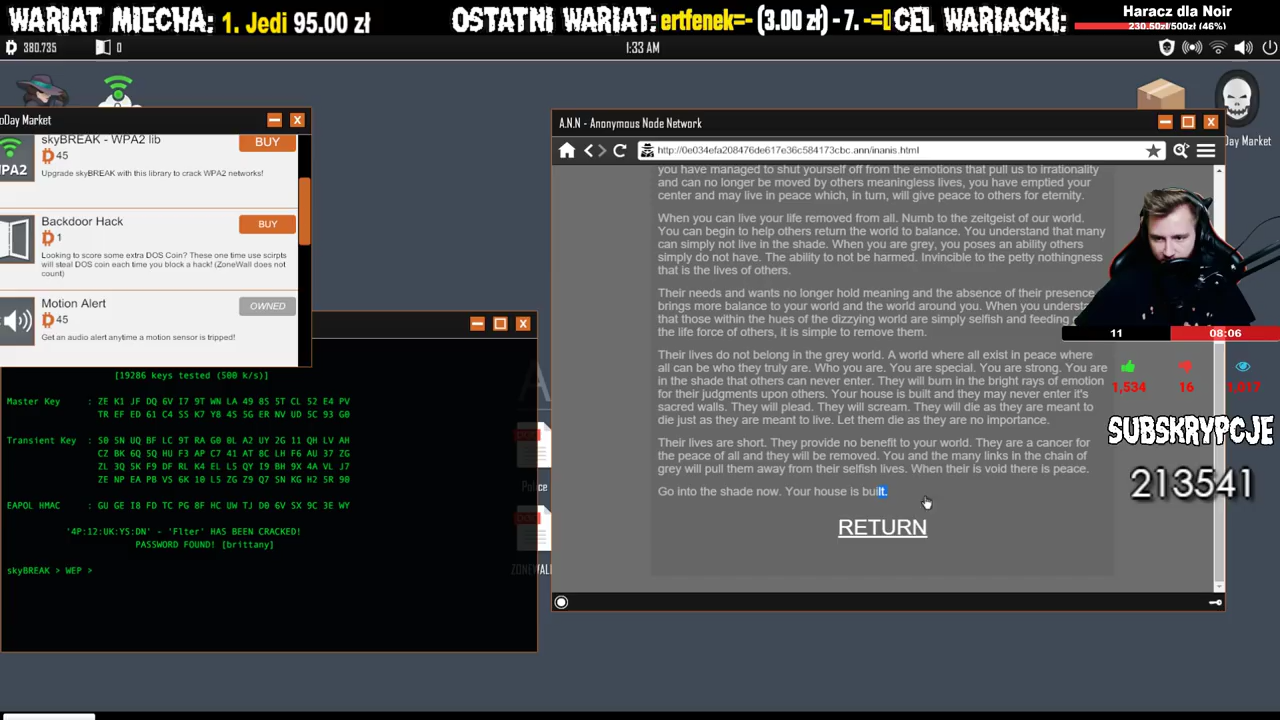 WARIAT MIECHA: 1. Jedi 95.00 zł
OSTATNI WARIAT: ertfenek=- (3.00 zł) - 7. -=
CEL WARIACKI:
Haracz dla Noir
230.50zł/500zł (46%)
380.735
0
1:33 AM
oDay Market
skyBREAK - WPA2 lib
WPA2
45
BUY
Upgrade skyBREAK with this library to crack WPA2 networks!
Backdoor Hack
1
BUY
Looking to score some extra DOS Coin? These one time use scirpts
will steal DOS coin each time you block a hack! (ZoneWall does not
count)
Motion Alert
45
OWNED
Get an audio alert anytime a motion sensor is tripped!
[19286 keys tested (500 k/s)]
Master Key : ZE K1 JF DQ 6V I7 9T WN LA 49 85 5T CL 52 E4 PV
TR EF ED 61 C4 SS K7 Y8 45 5G ER NV UD 5C 93 G0
Transient Key : 50 5N UQ BF LC 9T RA G0 0L A2 UY 2G 11 QH LV AH
CZ BK 6Q 5Q HU F3 AP C7 41 AT 8C LH F6 AU 37 ZG
ZL 3Q 5K F9 DF RL K4 EL L5 QY I9 BH 9X 4A VL J7
ZE NP EA PB VS 6K 10 L5 ZG Z9 Q7 SN KG H2 5R 90
EAPOL HMAC : GU GE I8 FD TC PG 8F HC UW TJ DB 6V SX 9C 3E WY
'4P:12:UK:Y5:DN' - 'Flter' HAS BEEN CRACKED!
PASSWORD FOUND! [brittany]
skyBREAK > WEP >
Police
ZONEWALL
A.N.N - Anonymous Node Network
http://0e034efa208476de617e36c584173cbc.ann/inanis.html
you have managed to shut yourself off from the emotions that pull us to irrationality
and can no longer be moved by others meaningless lives, you have emptied your
center and may live in peace which, in turn, will give peace to others for eternity.
When you can live your life removed from all. Numb to the zeitgeist of our world.
You can begin to help others return the world to balance. You understand that many
can simply not live in the shade. When you are grey, you poses an ability others
simply do not have. The ability to not be harmed. Invincible to the petty nothingness
that is the lives of others.
Their needs and wants no longer hold meaning and the absence of their presence
brings more balance to your world and the world around you. When you
that those within the hues of the dizzying world are simply selfish and feeding
the life force of others, it is simple to remove them.
Their lives do not belong in the grey world. A world where all exist in peace where
all can be who they truly are. Who you are. You are special. You are strong. You are
in the shade that others can never enter. They will burn in the bright rays of emotion
for their judgments upon others. Your house is built and they may never enter it's
sacred walls. They will plead. They will scream. They will die as they are meant to
die just as they are meant to live. Let them die as they are no importance.
Their lives are short. They provide no benefit to your world. They are a cancer for
the peace of all and they will be removed. You and the many links in the chain of
grey will pull them away from their selfish lives. When their is void there is peace.
Go into the shade now. Your house is built.
RETURN
Day Market
11
08:06
1,534
16
1,017
SUBSKRYPCJE
213541